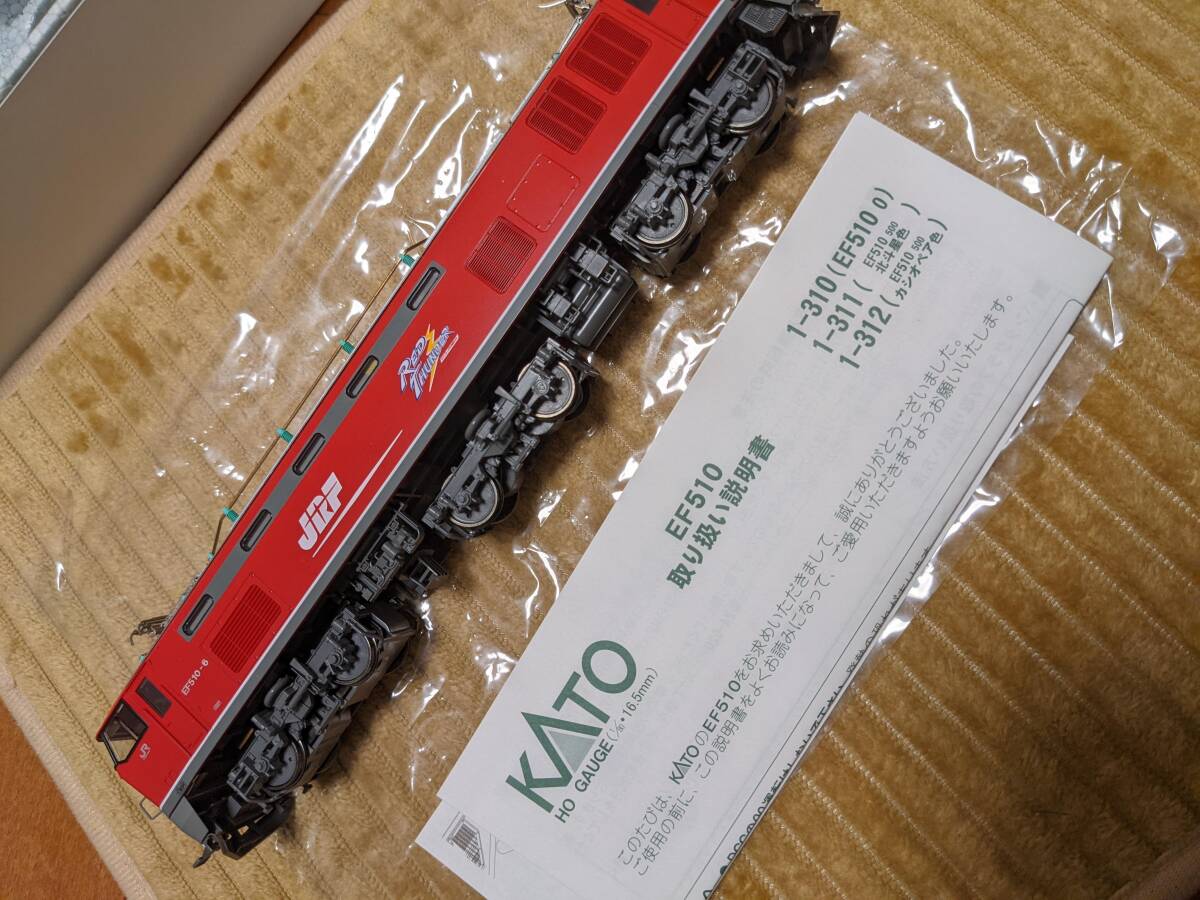 RED
THUNDER
JRF
EF510-6
JR
1-310(EF510 0)
1-311(EF510 500 北斗星色)
1-312(EF510 500 カシオペア色)
EF510
取り扱い説明書
KATO
HO GAUGE(1/80・16.5mm)
このたびは、KATOのEF510をお求めいただきまして、誠にありがとうございました。
ご使用の前に、この説明書をよくお読みになって、ご愛用いただきますようお願いいたします。